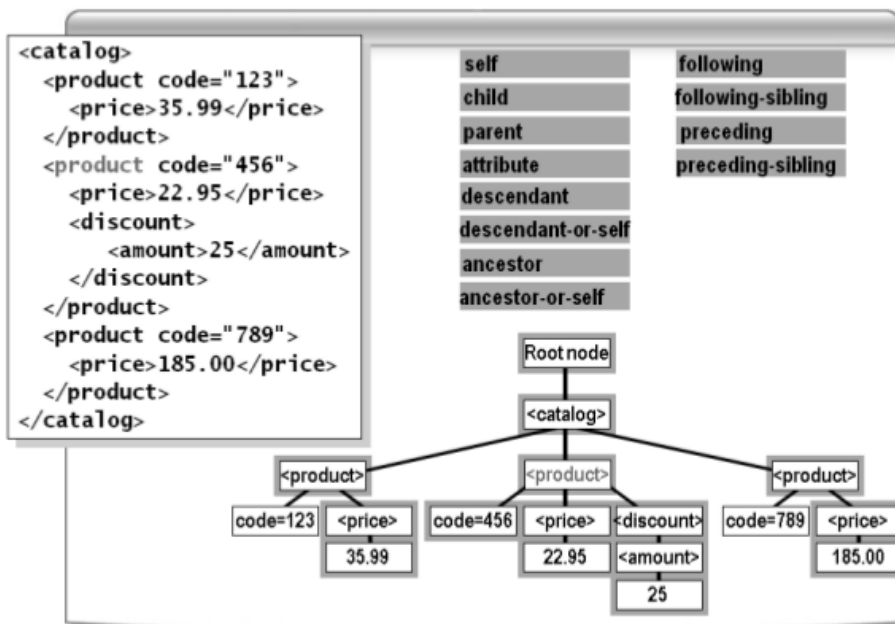 <catalog>
<product code="123">
<price>35.99</price>
</product>
<product code="456">
<price>22.95</price>
<discount>
<amount>25</amount>
</discount>
</product>
<product code="789">
<price>185.00</price>
</product>
</catalog>
self
child
parent
attribute
descendant
descendant-or-self
ancestor
ancestor-or-self
following
following-sibling
preceding
preceding-sibling
Root node
<catalog>
<product> <product> <product>
code=123 <price> code=456 <price> <discount> code=789 <price>
35.99 22.95 <amount> 185.00
25